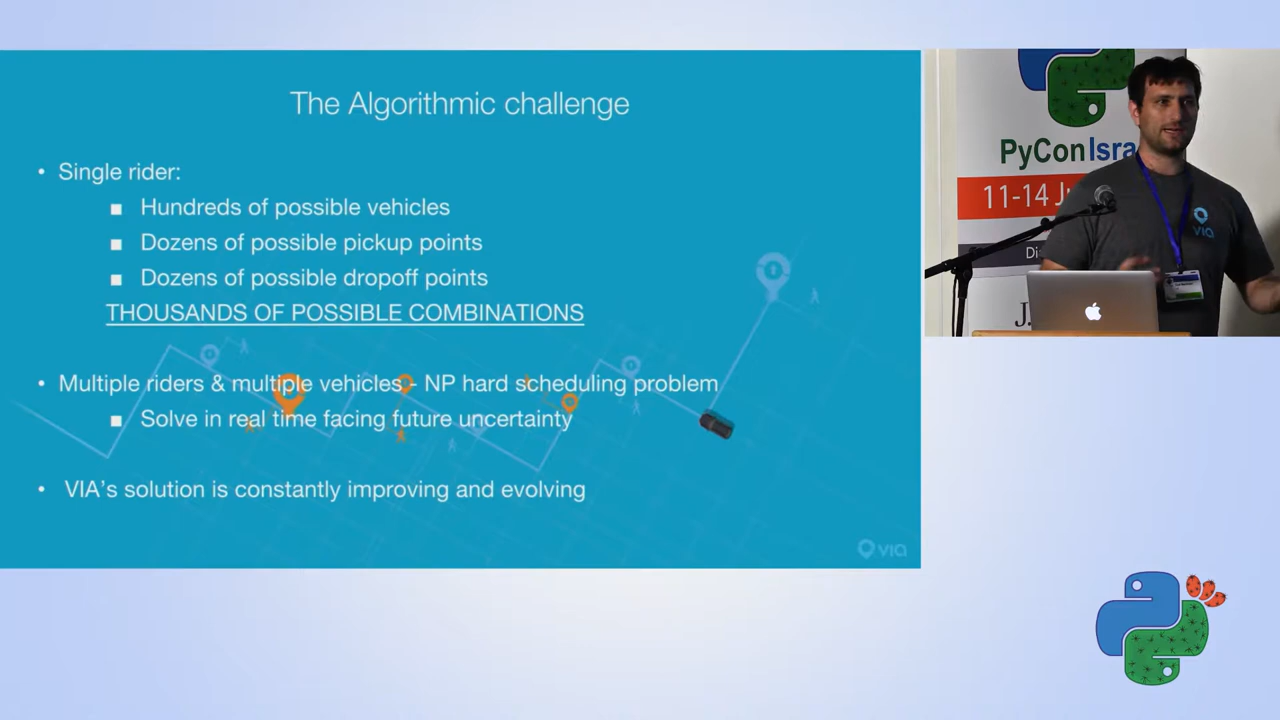 The Algorithmic challenge
• Single rider:
■ Hundreds of possible vehicles
■ Dozens of possible pickup points
■ Dozens of possible dropoff points
THOUSANDS OF POSSIBLE COMBINATIONS
• Multiple riders & multiple vehicles - NP hard scheduling problem
■ Solve in real time facing future uncertainty
• VIA's solution is constantly improving and evolving
via
PyCon Isra
11-14 J
Di
J.
via